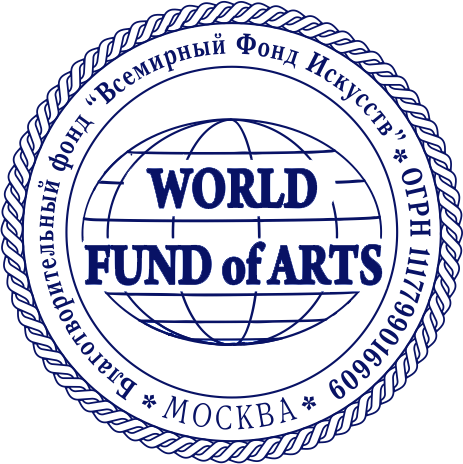 Благотворительный фонд “Всемирный Фонд Искусств” * ОГРН 1117799016609
* МОСКВА *
WORLD
FUND of ARTS